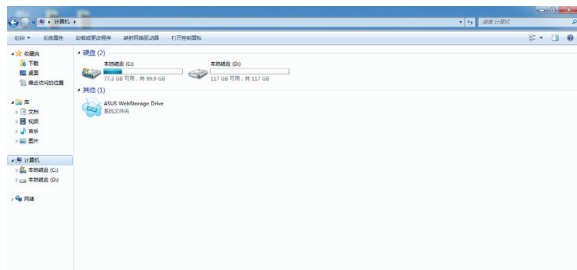 计算机
搜索 计算机
组织 系统属性 卸载或更改程序 映射网络驱动器 打开控制面板
收藏夹
下载
桌面
最近访问的位置
库
文档
视频
音乐
图片
计算机
本地磁盘 (C:)
本地磁盘 (D:)
网络
硬盘 (2)
本地磁盘 (C:)
77.3 GB 可用，共 99.9 GB
本地磁盘 (D:)
117 GB 可用，共 117 GB
其他 (1)
ASUS WebStorage Drive
系统文件夹